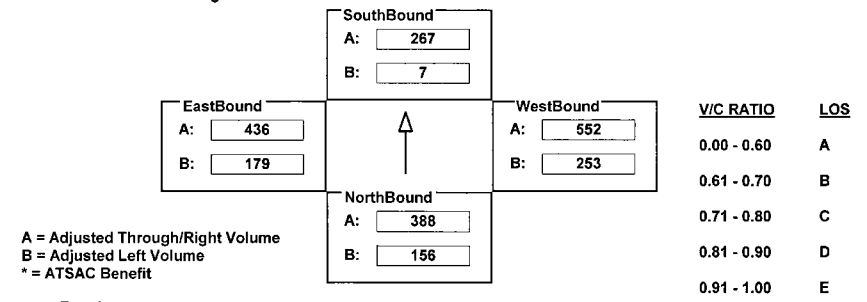 SouthBound
A: 267
B: 7
EastBound
A: 436
B: 179
WestBound
A: 552
B: 253
NorthBound
A: 388
B: 156
A = Adjusted Through/Right Volume
B = Adjusted Left Volume
* = ATSAC Benefit
V/C RATIO LOS
0.00 - 0.60 A
0.61 - 0.70 B
0.71 - 0.80 C
0.81 - 0.90 D
0.91 - 1.00 E